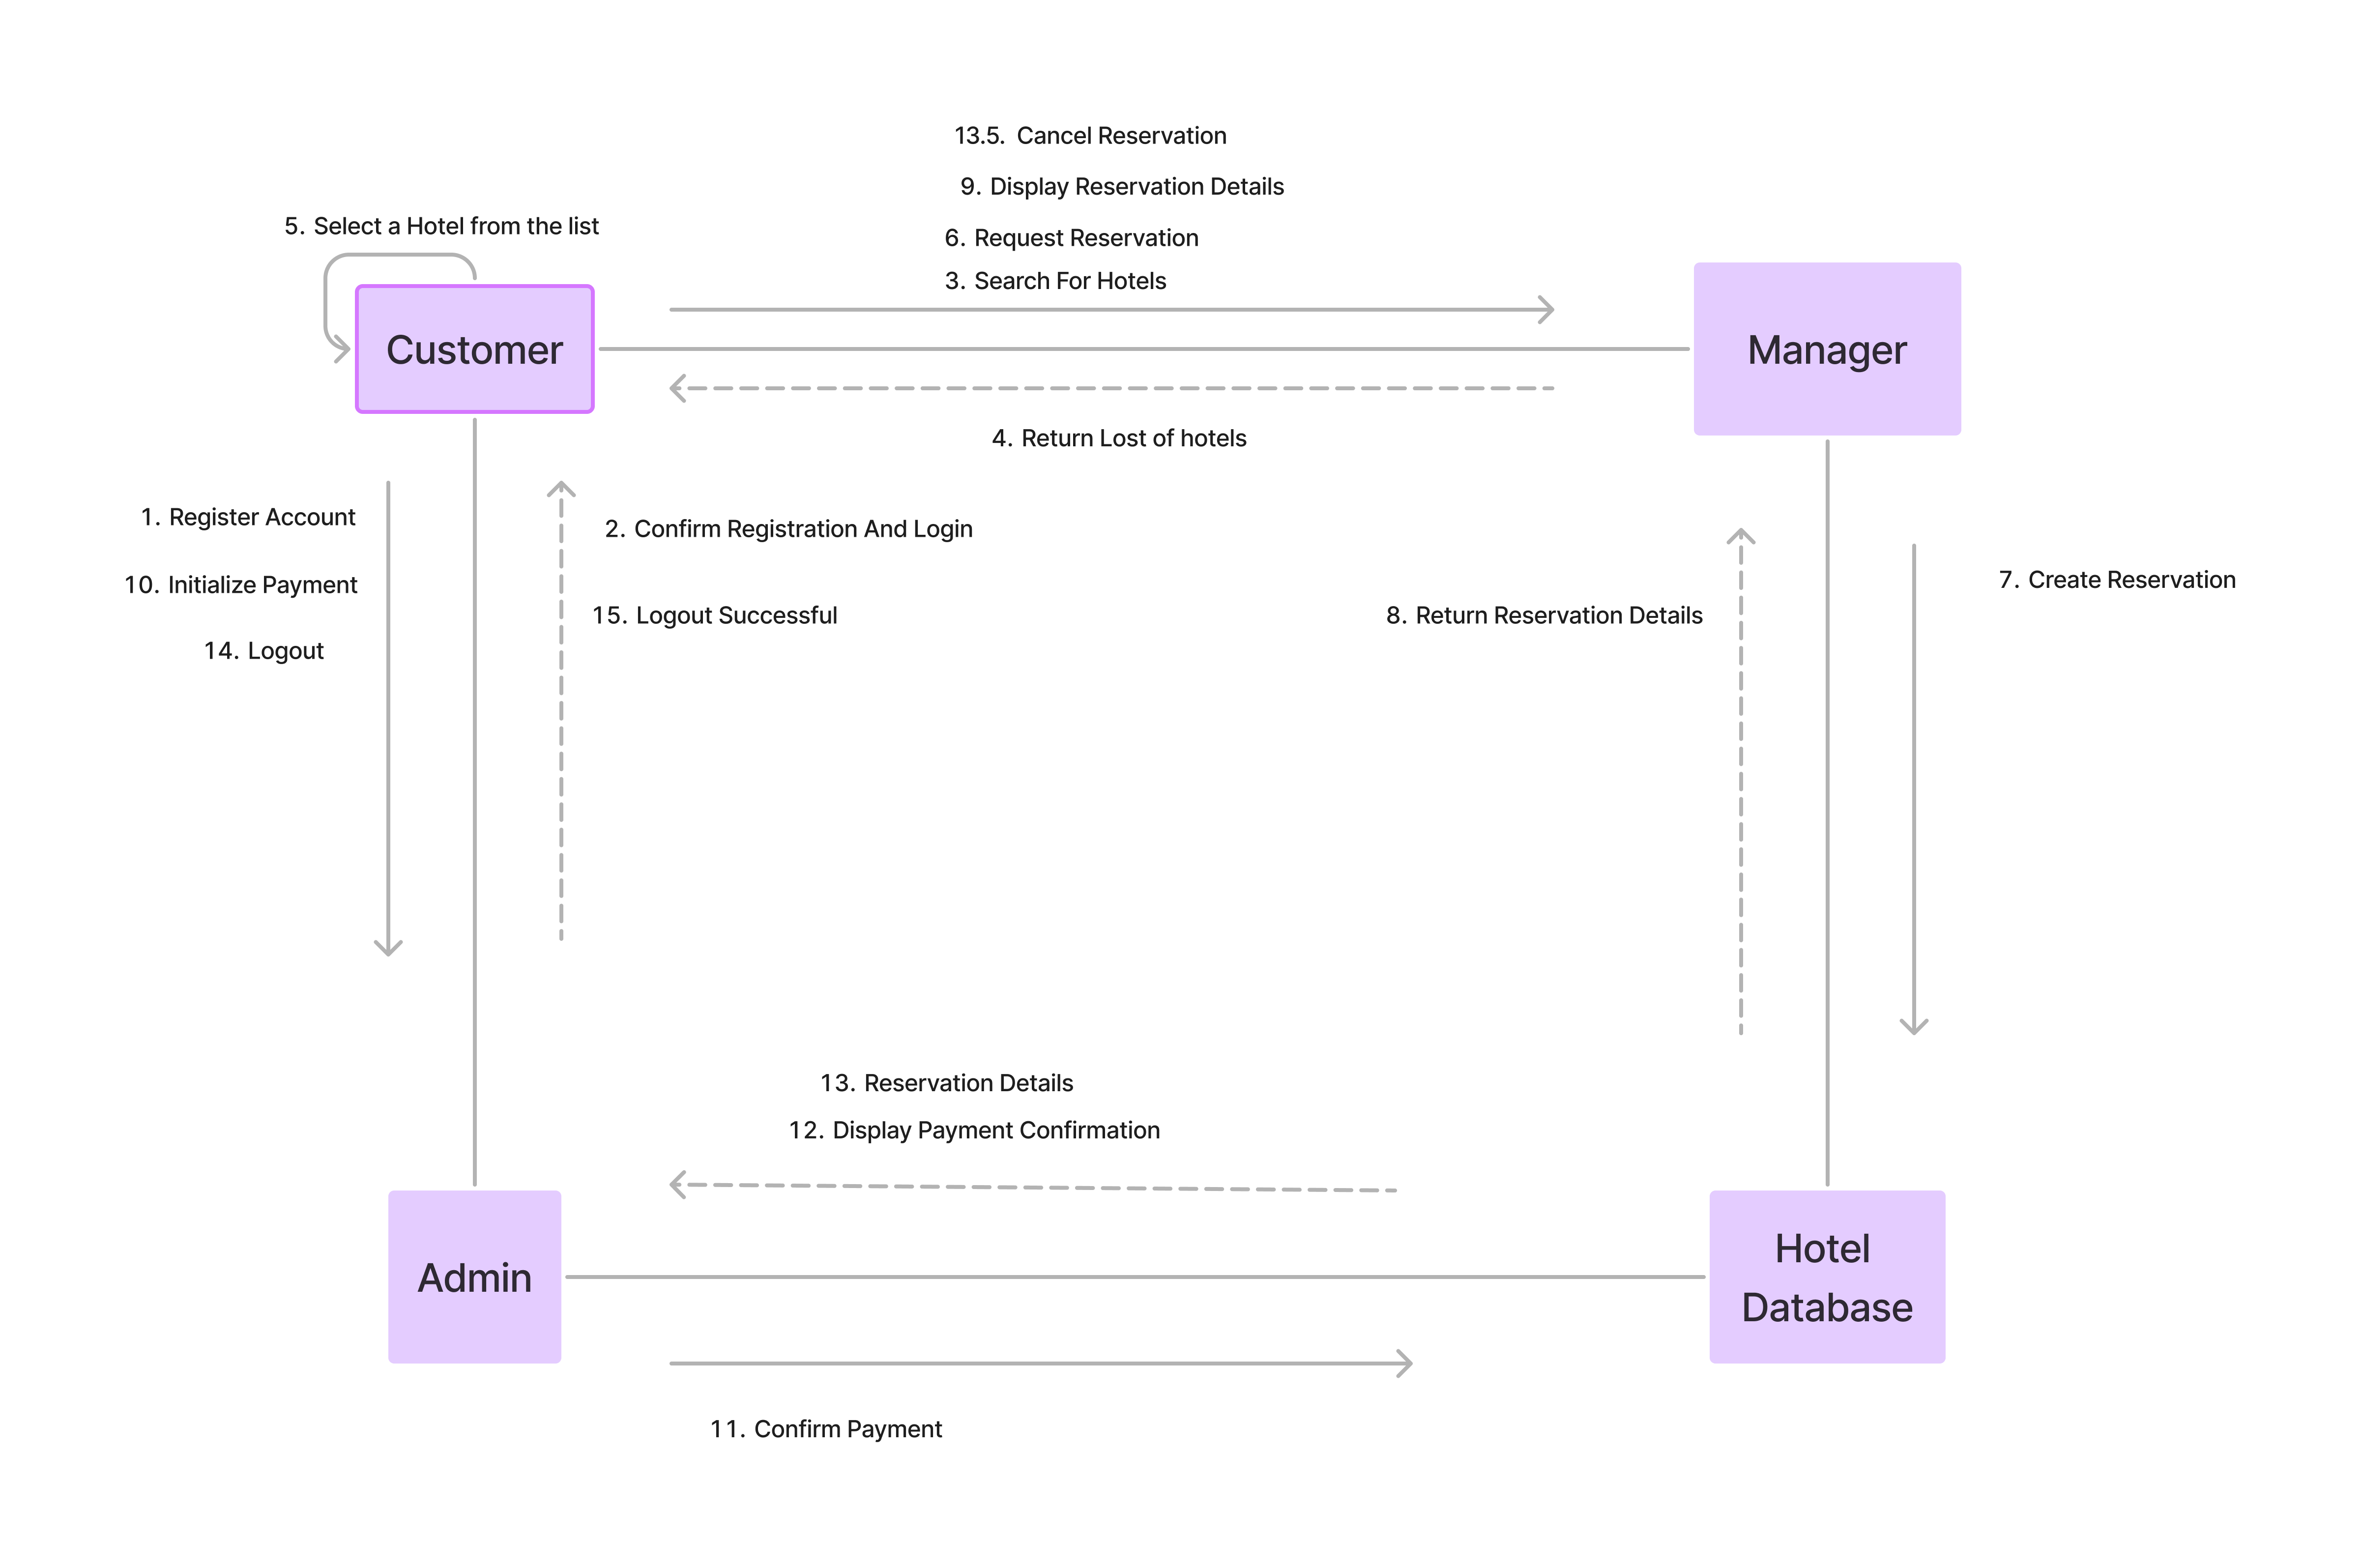 13.5. Cancel Reservation
9. Display Reservation Details
5. Select a Hotel from the list
6. Request Reservation
3. Search For Hotels
Customer
Manager
4. Return Lost of hotels
1. Register Account
2. Confirm Registration And Login
10. Initialize Payment
7. Create Reservation
15. Logout Successful
8. Return Reservation Details
14. Logout
13. Reservation Details
12. Display Payment Confirmation
Admin
Hotel
Database
11. Confirm Payment